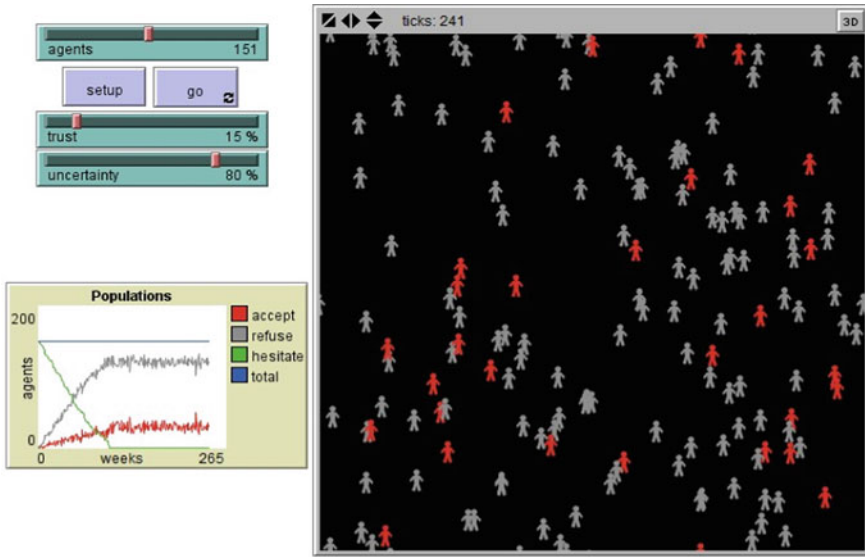 agents 151
setup
go
trust 15 %
uncertainty 80 %
ticks: 241
3D
Populations
200
0
agents
0 weeks 265
accept
refuse
hesitate
total